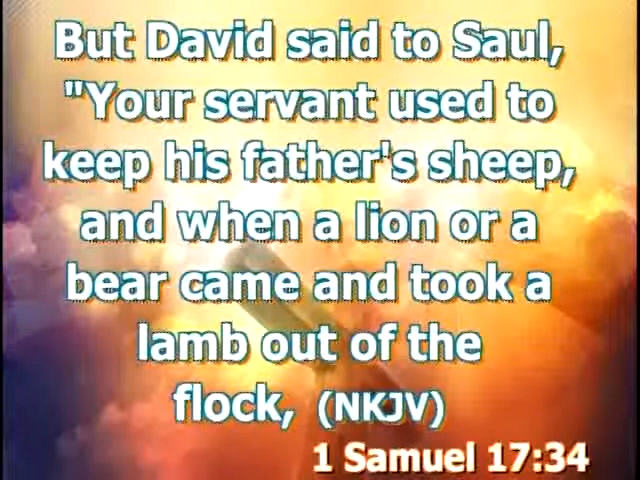 But David said to Saul,
"Your servant used to
keep his father's sheep,
and when a lion or a
bear came and took a
lamb out of the
flock, (NKJV)
1 Samuel 17:34